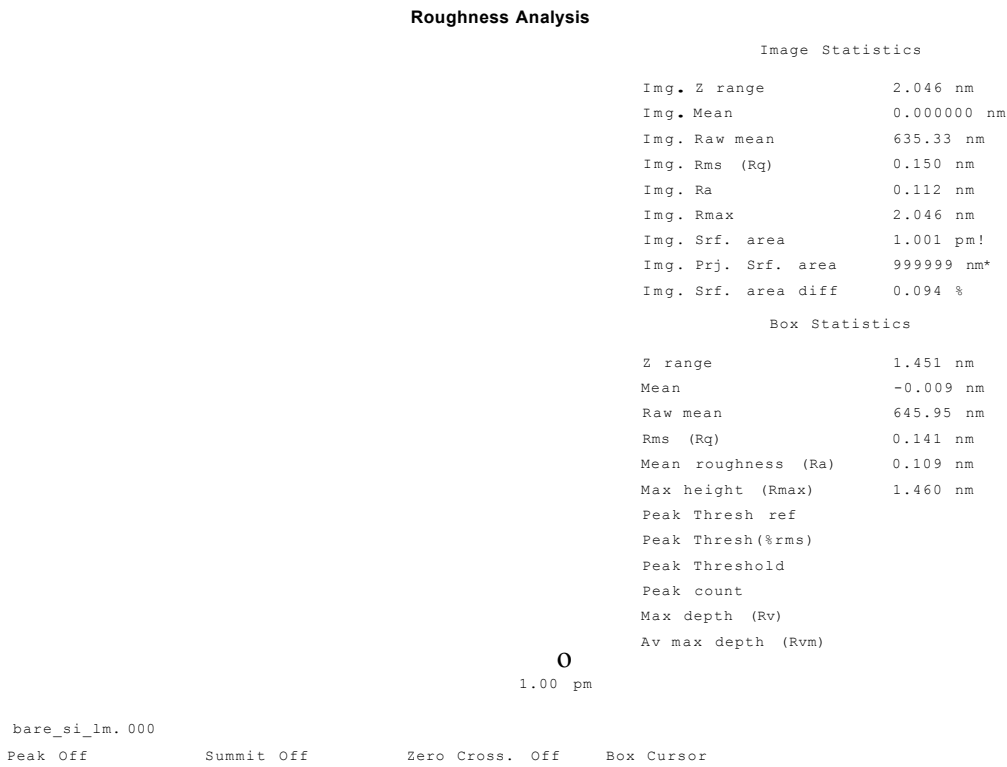 Roughness Analysis
Image Statistics
Img. Z range 2.046 nm
Img. Mean 0.000000 nm
Img. Raw mean 635.33 nm
Img. Rms (Rq) 0.150 nm
Img. Ra 0.112 nm
Img. Rmax 2.046 nm
Img. Srf. area 1.001 pm!
Img. Prj. Srf. area 999999 nm*
Img. Srf. area diff 0.094 %
Box Statistics
Z range 1.451 nm
Mean -0.009 nm
Raw mean 645.95 nm
Rms (Rq) 0.141 nm
Mean roughness (Ra) 0.109 nm
Max height (Rmax) 1.460 nm
Peak Thresh ref
Peak Thresh(%rms)
Peak Threshold
Peak count
Max depth (Rv)
Av max depth (Rvm)
O
1.00 pm
bare_si_lm.000
Peak Off Summit Off Zero Cross. Off Box Cursor